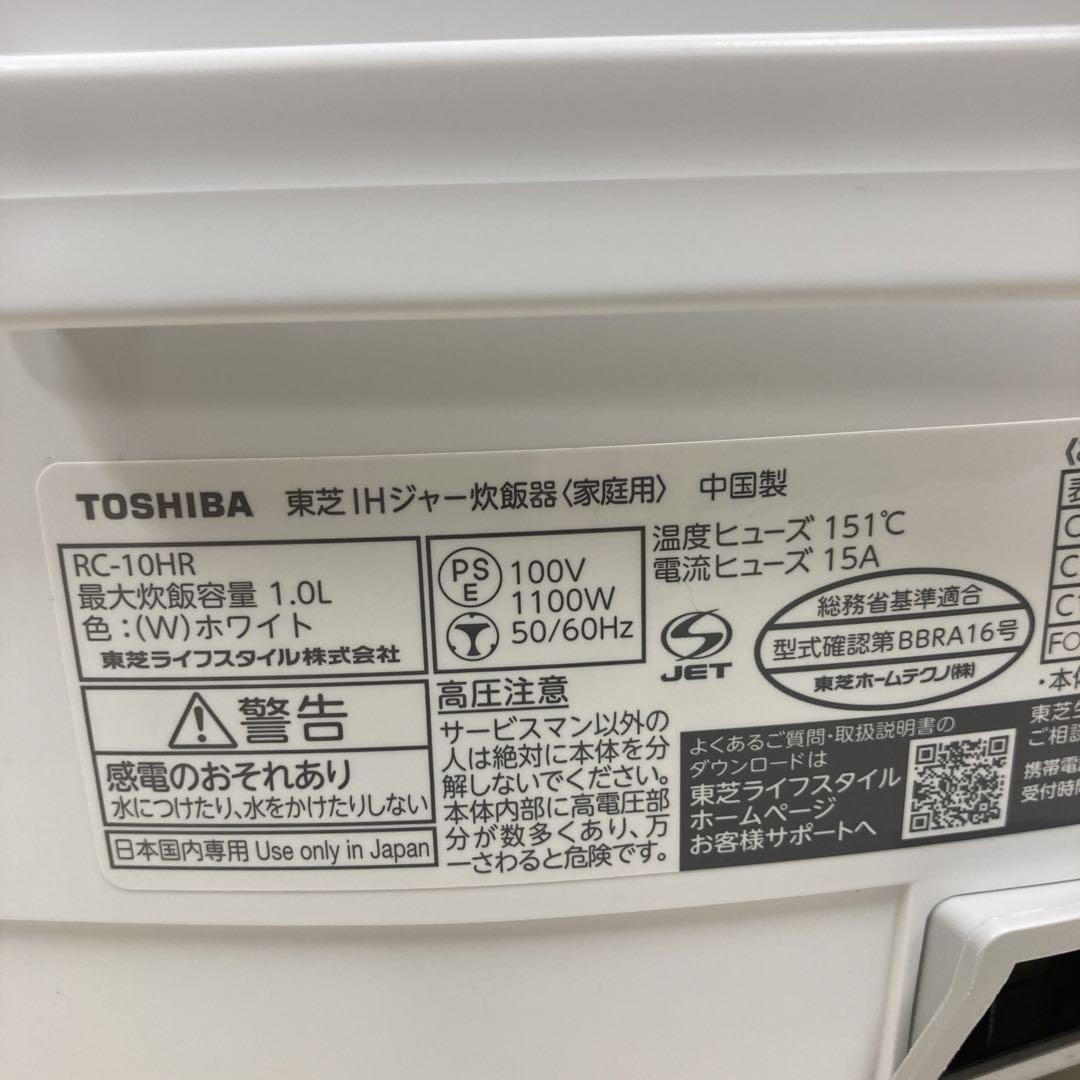 TOSHIBA 東芝IHジャー炊飯器〈家庭用〉 中国製
RC-10HR
最大炊飯容量 1.0L
色:(W)ホワイト
東芝ライフスタイル株式会社
PS
E
100V
1100W
50/60Hz
温度ヒューズ 151℃
電流ヒューズ 15A
JET
総務省基準適合
型式確認第BBRA16号
東芝ホームテクノ(株)
警告
感電のおそれあり
水につけたり、水をかけたりしない
日本国内専用 Use only in Japan
高圧注意
サービスマン以外の
人は絶対に本体を分
解しないでください。
本体内部に高電圧部
分が数多くあり、万
一さわると危険です。
よくあるご質問・取扱説明書の
ダウンロードは
東芝ライフスタイル
ホームページ
お客様サポートへ
表
C
C
C
FO
・本体
東芝生
ご相談
携帯電話
受付時間